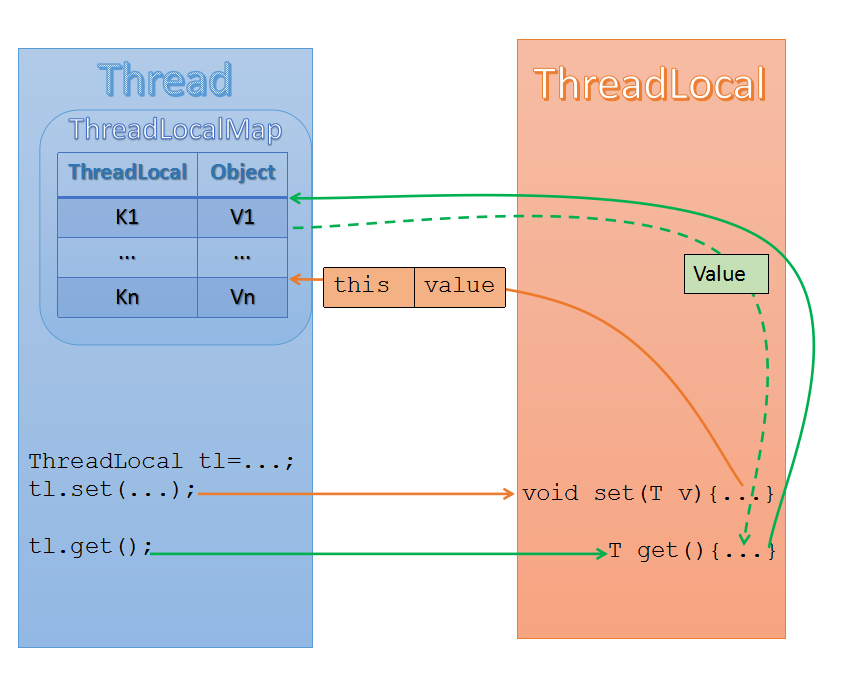 Thread
ThreadLocalMap
ThreadLocal Object
K1 V1
... ...
Kn Vn
this value
ThreadLocal tl=...;
tl.set(...);
tl.get();
ThreadLocal
Value
void set(T v){...}
T get(){...}